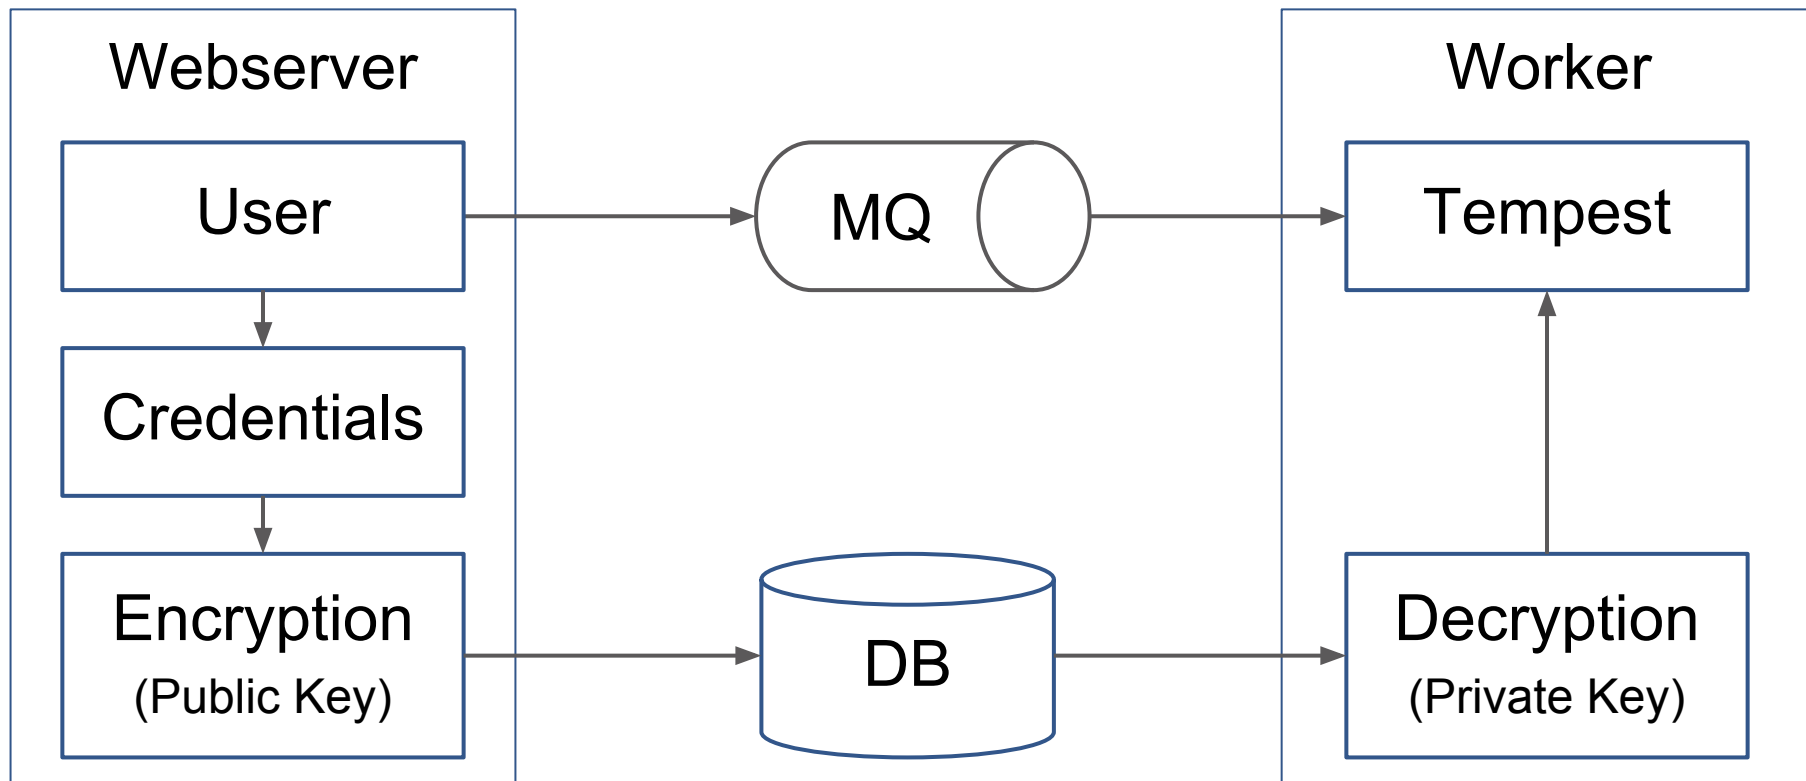 Webserver
User
Credentials
Encryption
(Public Key)
MQ
DB
Worker
Tempest
Decryption
(Private Key)